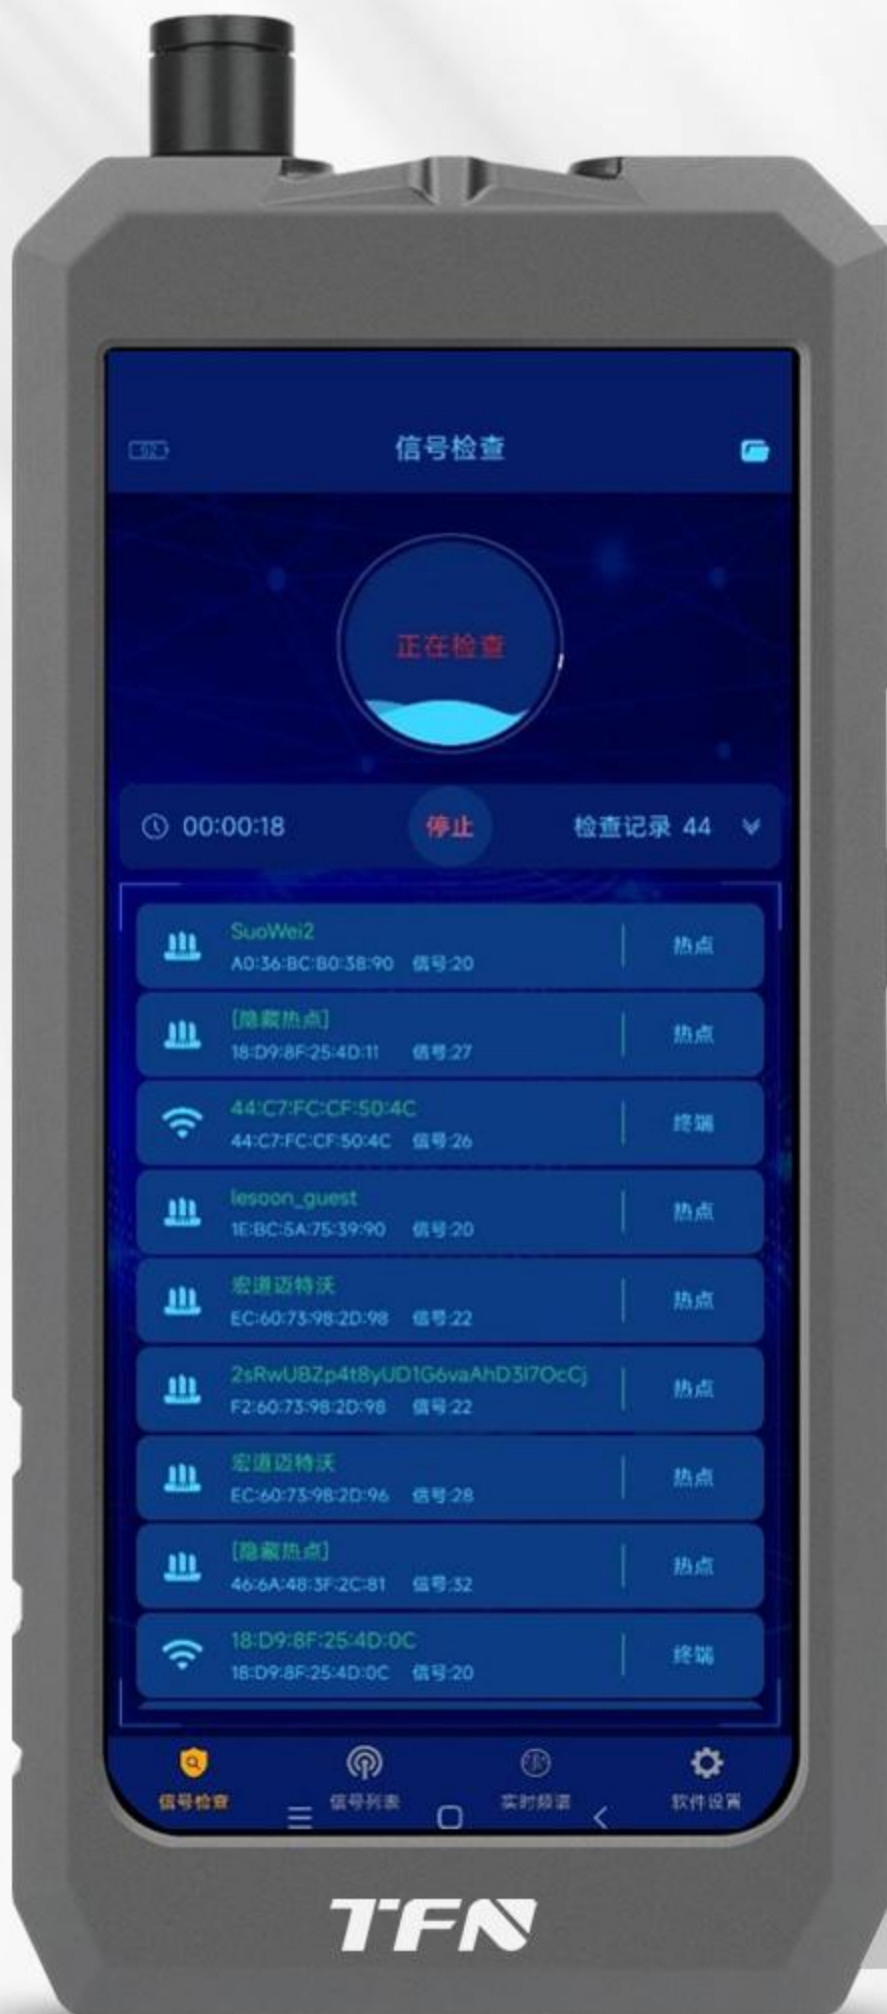 92
信号检查
正在检查
00:00:18 停止 检查记录 44
SuoWei2
A0:36:BC:B0:38:90 信号:20 热点
[隐藏热点]
18:D9:8F:25:4D:11 信号:27 热点
44:C7:FC:CF:50:4C
44:C7:FC:CF:50:4C 信号:26 终端
lesoon_guest
1E:BC:5A:75:39:90 信号:20 热点
宏道迈特沃
EC:60:73:98:2D:98 信号:22 热点
2sRwUBZp4t8yUD1G6vaAhD3I7OcCj
F2:60:73:98:2D:98 信号:22 热点
宏道迈特沃
EC:60:73:98:2D:96 信号:28 热点
[隐藏热点]
46:6A:48:3F:2C:81 信号:32 热点
18:D9:8F:25:4D:0C
18:D9:8F:25:4D:0C 信号:20 终端
信号检查 信号列表 实时频谱 软件设置
TFN